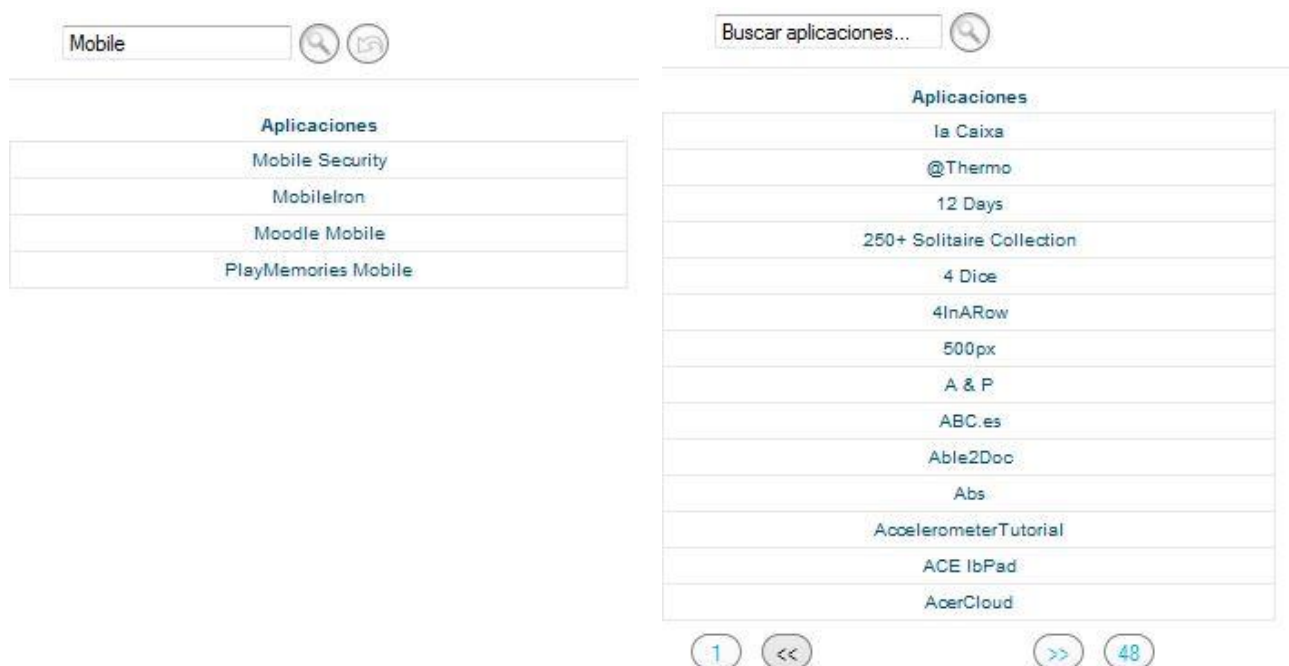 Mobile
Aplicaciones
Mobile Security
MobileIron
Moodle Mobile
PlayMemories Mobile
Buscar aplicaciones...
Aplicaciones
la Caixa
@Thermo
12 Days
250+ Solitaire Collection
4 Dice
4InARow
500px
A & P
ABC.es
Able2Doc
Abs
AccelerometerTutorial
ACE IbPad
AcerCloud
1 << >> 48